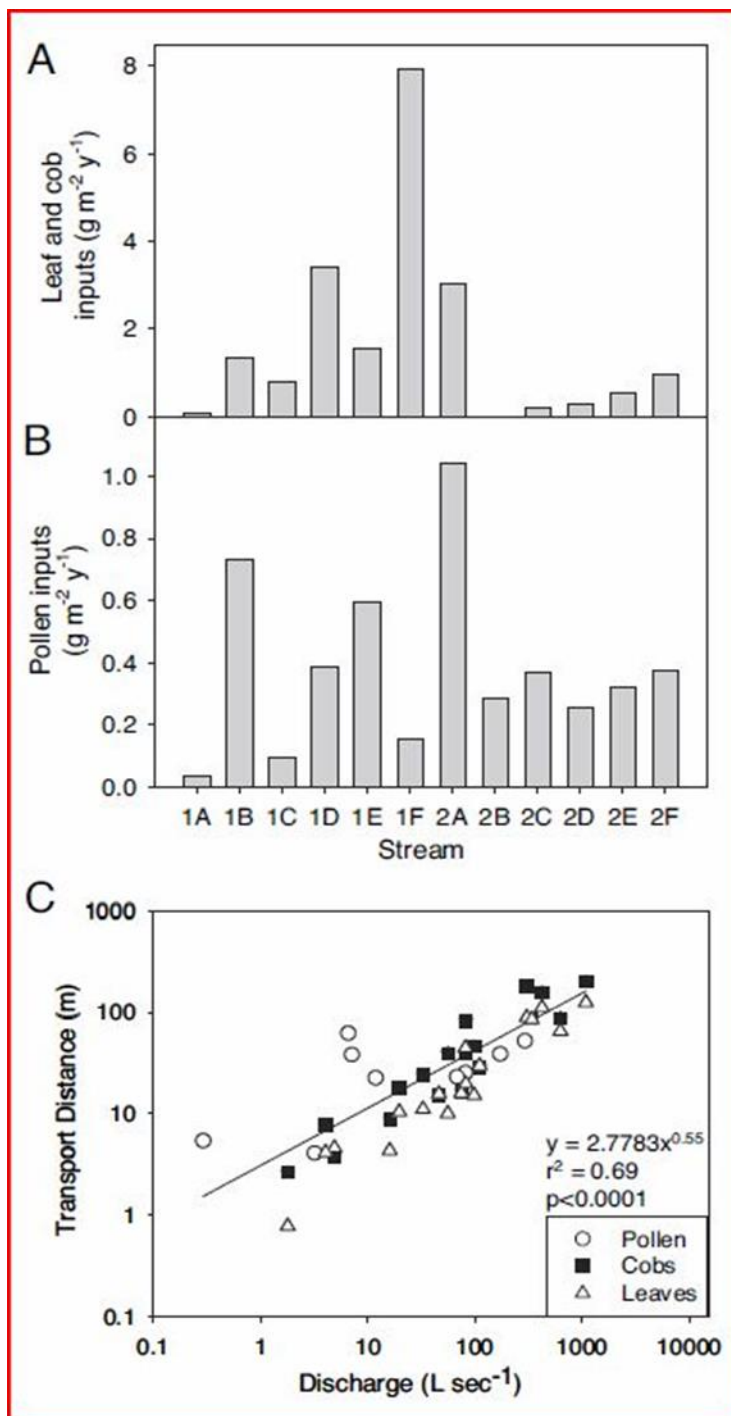 A
8
6
4
2
0
Leaf and cob
inputs (g m⁻² y⁻¹)
B
1.0
0.8
0.6
0.4
0.2
0.0
Pollen inputs
(g m⁻² y⁻¹)
1A 1B 1C 1D 1E 1F 2A 2B 2C 2D 2E 2F
Stream
C
1000
100
10
1
0.1
Transport Distance (m)
y = 2.7783x⁰·⁵⁵
r² = 0.69
p<0.0001
Pollen
Cobs
Leaves
0.1 1 10 100 1000 10000
Discharge (L sec⁻¹)